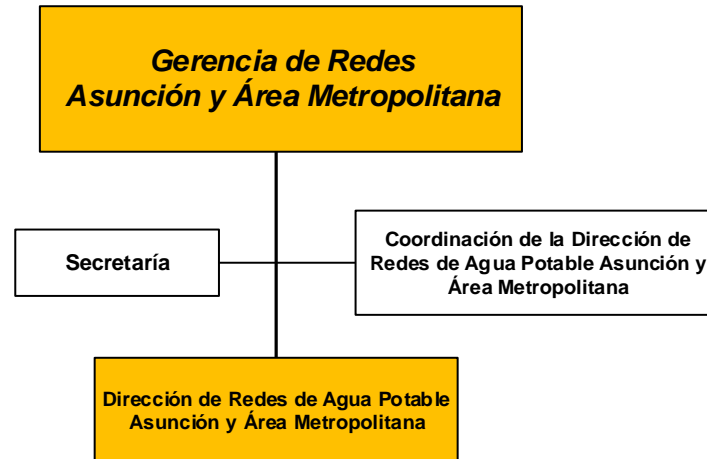 Gerencia de Redes
Asunción y Área Metropolitana
Secretaría
Coordinación de la Dirección de
Redes de Agua Potable Asunción y
Área Metropolitana
Dirección de Redes de Agua Potable
Asunción y Área Metropolitana